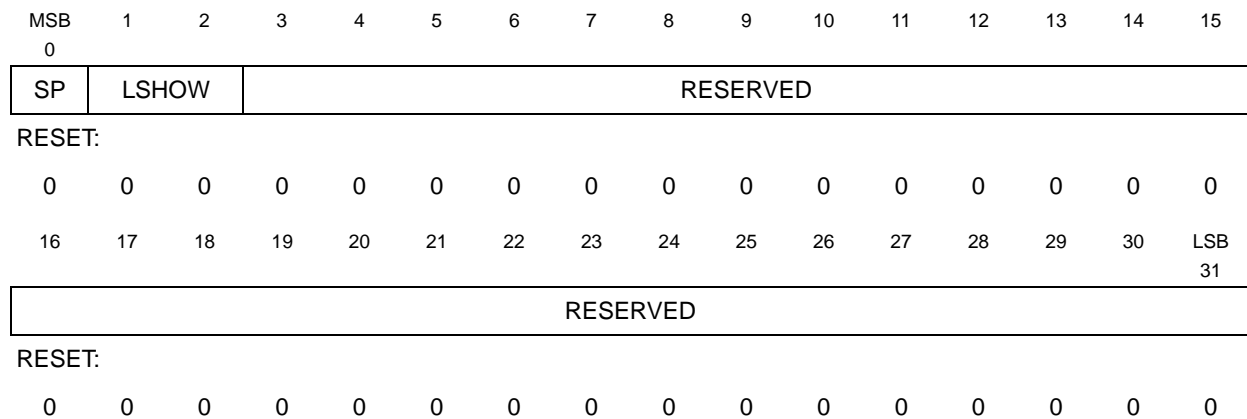 MSB 1 2 3 4 5 6 7 8 9 10 11 12 13 14 15
0
SP LSHOW RESERVED
RESET:
0 0 0 0 0 0 0 0 0 0 0 0 0 0 0 0
16 17 18 19 20 21 22 23 24 25 26 27 28 29 30 LSB
31
RESERVED
RESET:
0 0 0 0 0 0 0 0 0 0 0 0 0 0 0 0